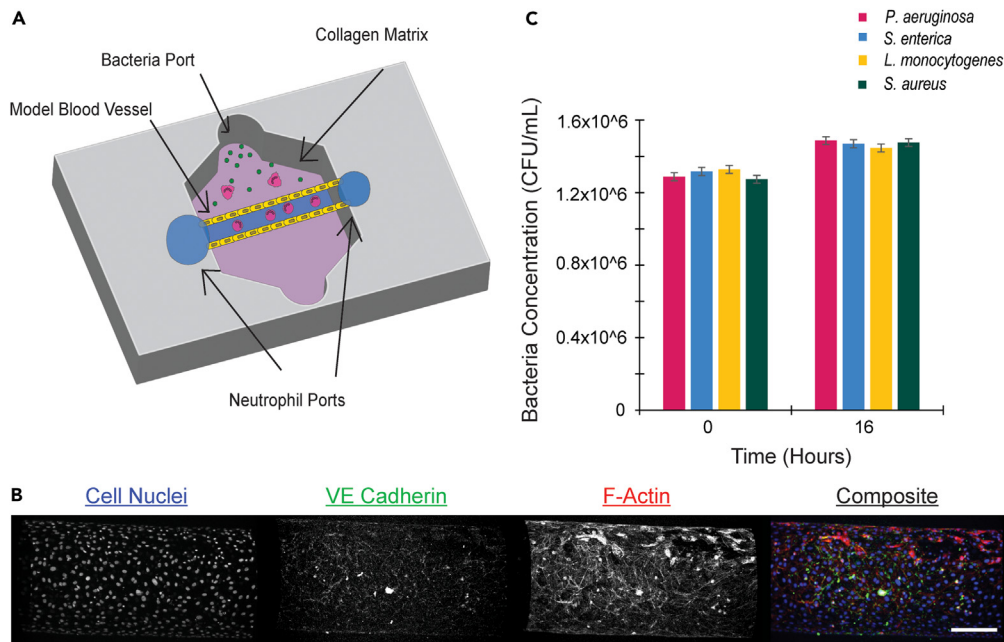 A
Bacteria Port
Collagen Matrix
Model Blood Vessel
Neutrophil Ports
C
P. aeruginosa
S. enterica
L. monocytogenes
S. aureus
Bacteria Concentration (CFU/mL)
1.6x10^6
1.2x10^6
0.8x10^6
0.4x10^6
0
0 16
Time (Hours)
B
Cell Nuclei VE Cadherin F-Actin Composite